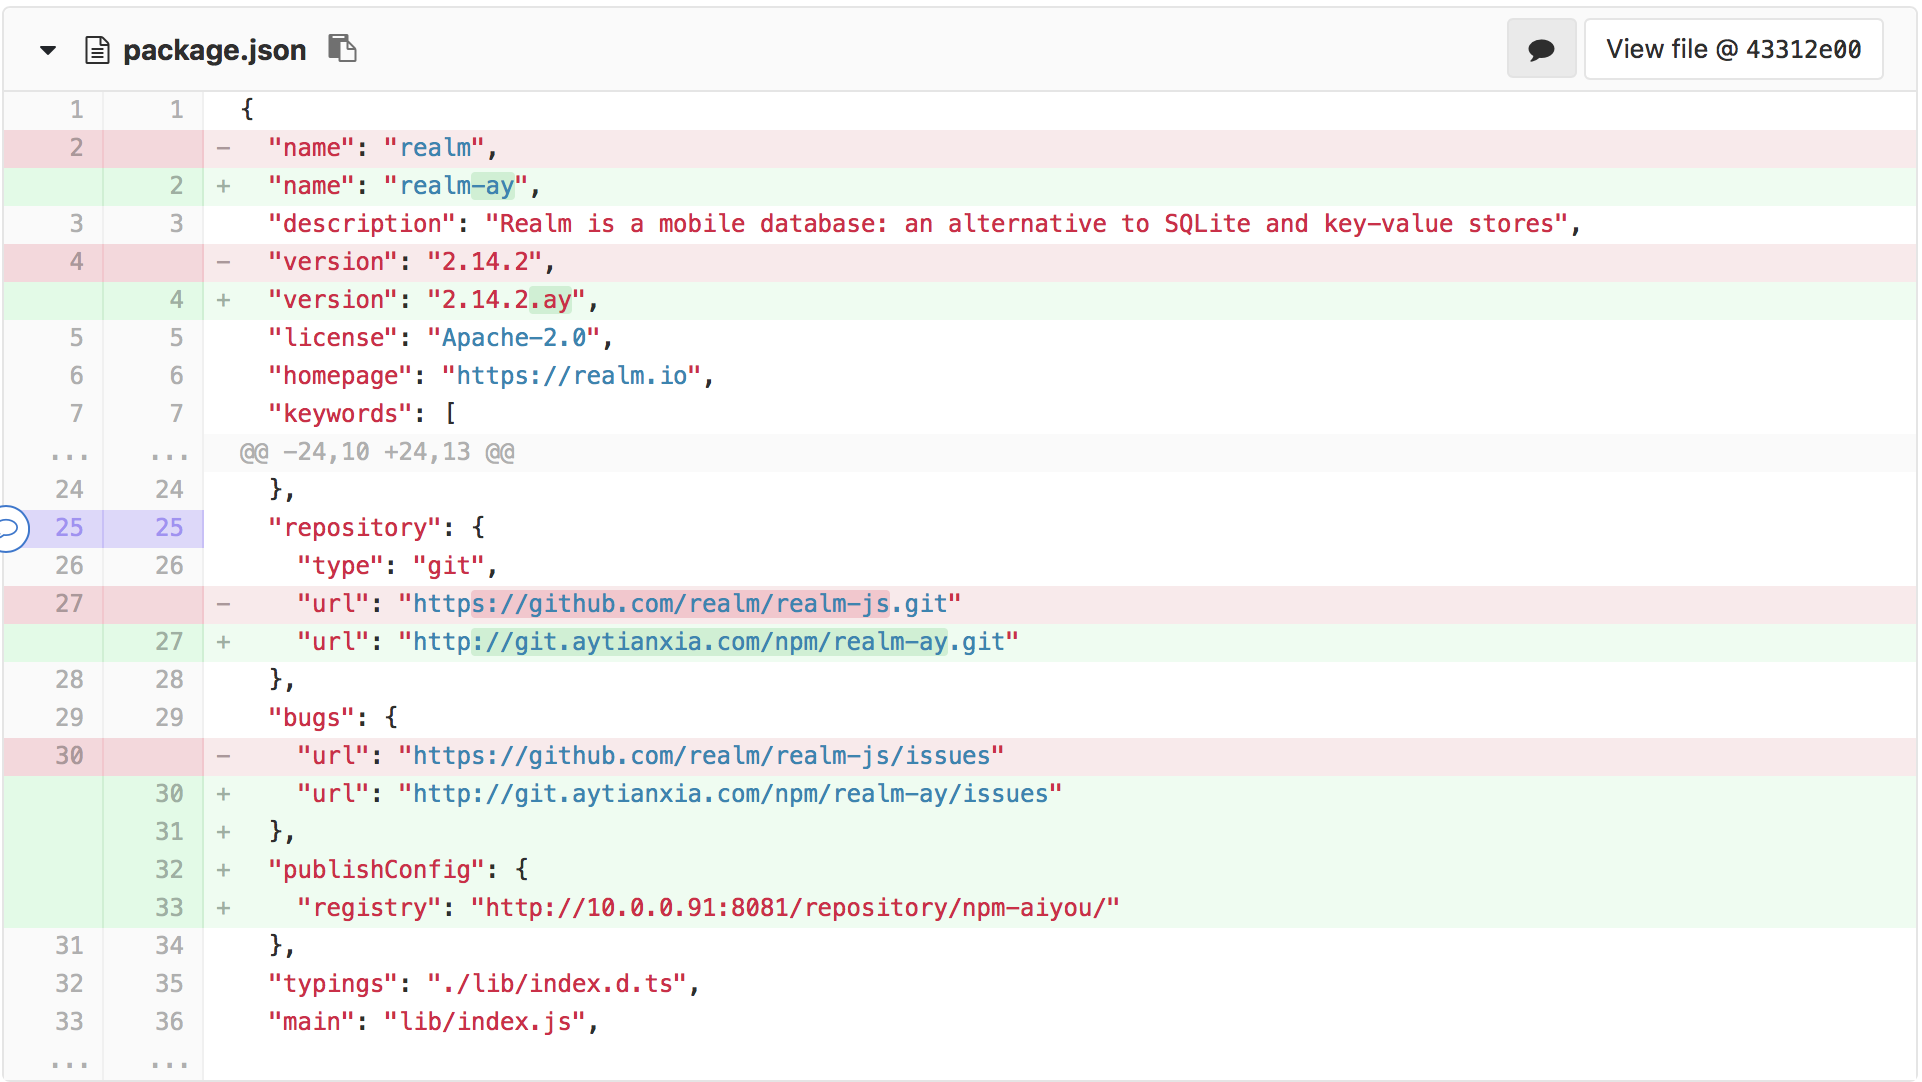 package.json View file @ 43312e00
1 1 {
2 - "name": "realm",
2 + "name": "realm-ay",
3 3 "description": "Realm is a mobile database: an alternative to SQLite and key-value stores",
4 - "version": "2.14.2",
4 + "version": "2.14.2.ay",
5 5 "license": "Apache-2.0",
6 6 "homepage": "https://realm.io",
7 7 "keywords": [
... ... @@ -24,10 +24,13 @@
24 24 },
25 25 "repository": {
26 26 "type": "git",
27 - "url": "https://github.com/realm/realm-js.git"
27 + "url": "http://git.aytianxia.com/npm/realm-ay.git"
28 28 },
29 29 "bugs": {
30 - "url": "https://github.com/realm/realm-js/issues"
30 + "url": "http://git.aytianxia.com/npm/realm-ay/issues"
31 + },
32 + "publishConfig": {
33 + "registry": "http://10.0.0.91:8081/repository/npm-aiyou/"
31 34 },
32 35 "typings": "./lib/index.d.ts",
33 36 "main": "lib/index.js",
... ...